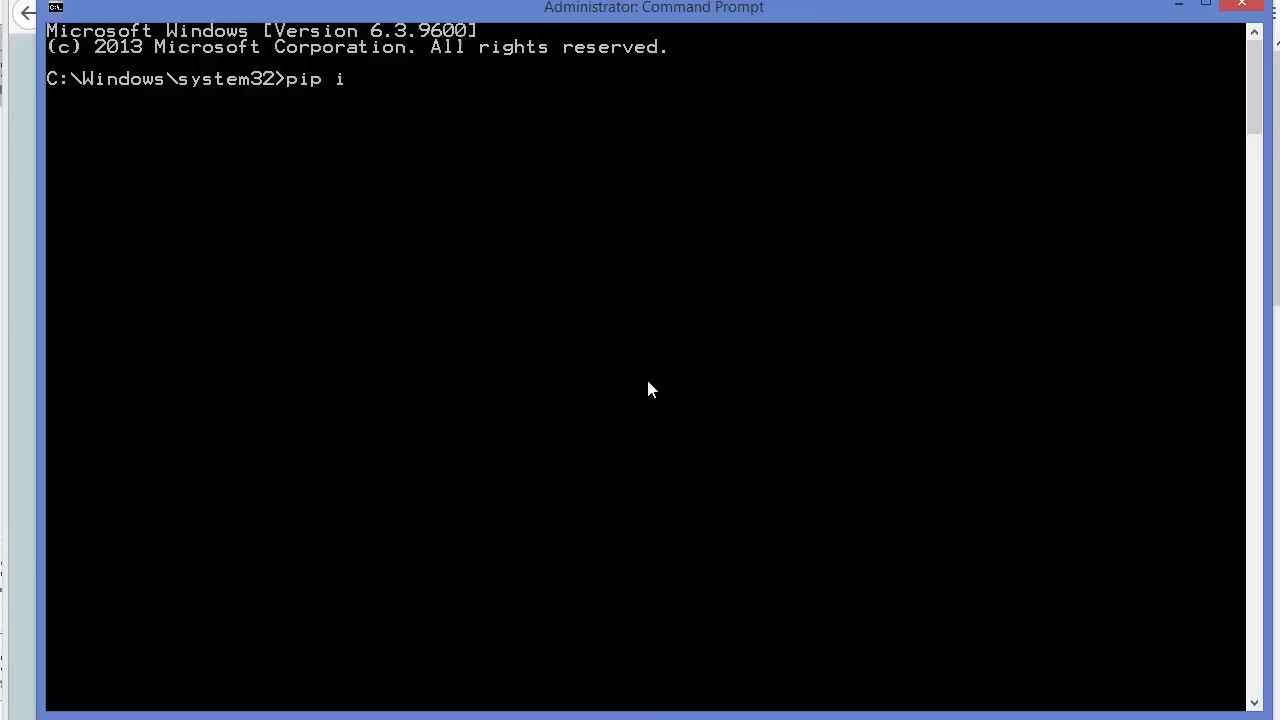 Administrator: Command Prompt
Microsoft Windows [Version 6.3.9600]
(c) 2013 Microsoft Corporation. All rights reserved.
C:\Windows\system32>pip i